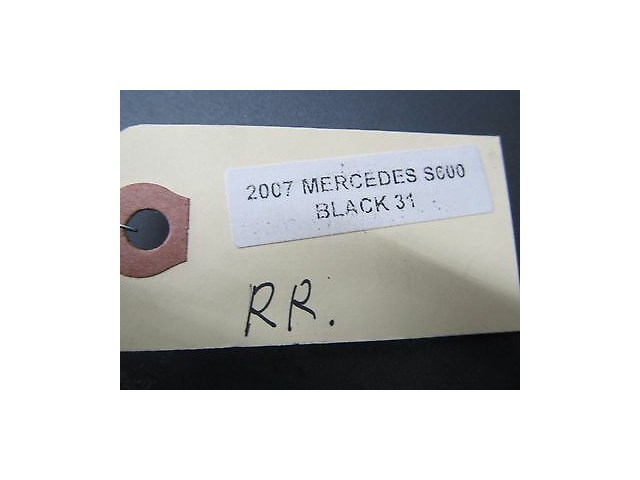 2007 MERCEDES S600
BLACK 31
RR.